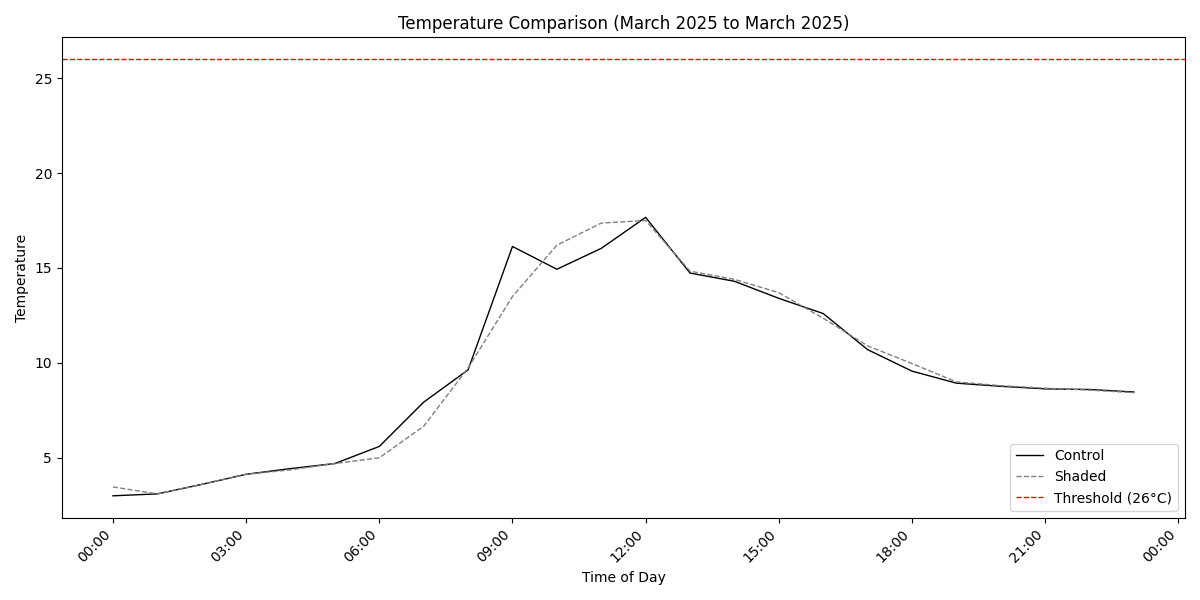 Temperature Comparison (March 2025 to March 2025)
25
20
15
10
5
Temperature
Control
Shaded
Threshold (26°C)
00:00
03:00
06:00
09:00
12:00
15:00
18:00
21:00
00:00
Time of Day